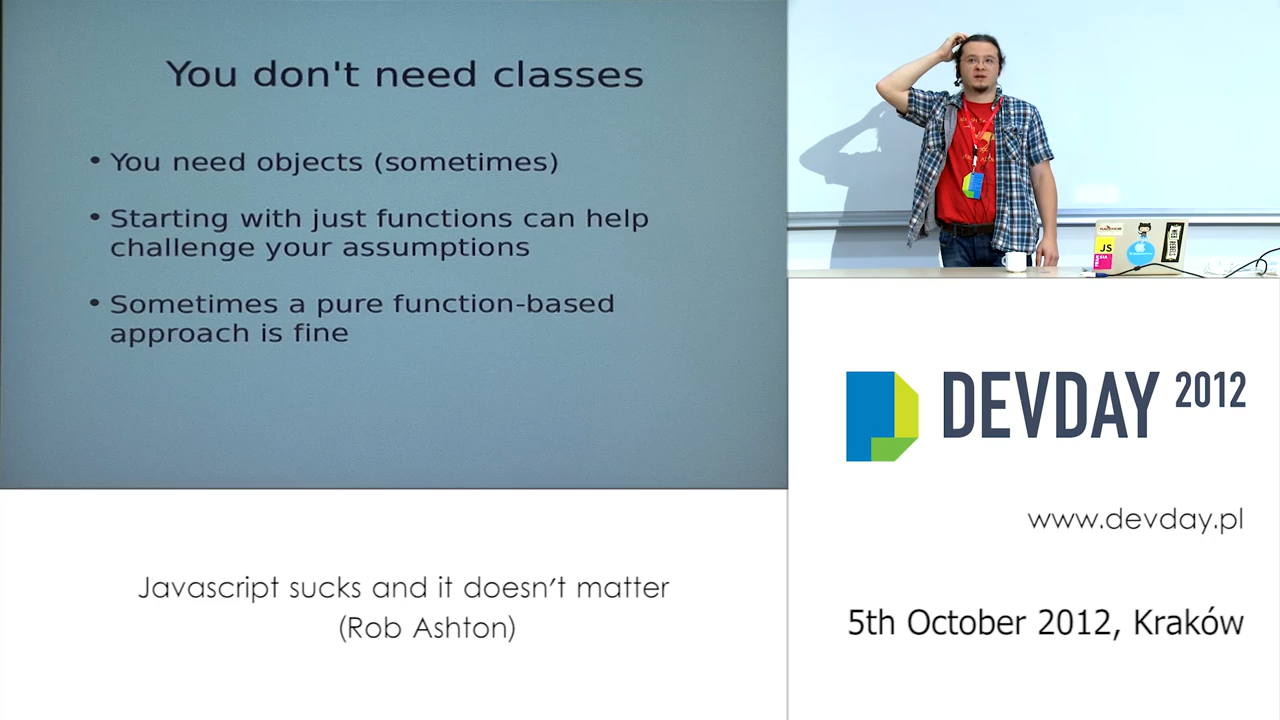 You don't need classes
• You need objects (sometimes)
• Starting with just functions can help
challenge your assumptions
• Sometimes a pure function-based
approach is fine
JS
DEVDAY 2012
www.devday.pl
5th October 2012, Kraków
Javascript sucks and it doesn't matter
(Rob Ashton)